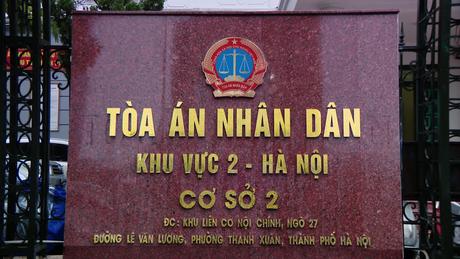 TÒA ÁN NHÂN DÂN
KHU VỰC 2 - HÀ NỘI
CƠ SỞ 2
ĐC: KHU LIÊN CƠ NỘI CHÍNH, NGÕ 27
ĐƯỜNG LÊ VĂN LƯƠNG, PHƯỜNG THANH XUÂN, THÀNH PHỐ HÀ NỘI